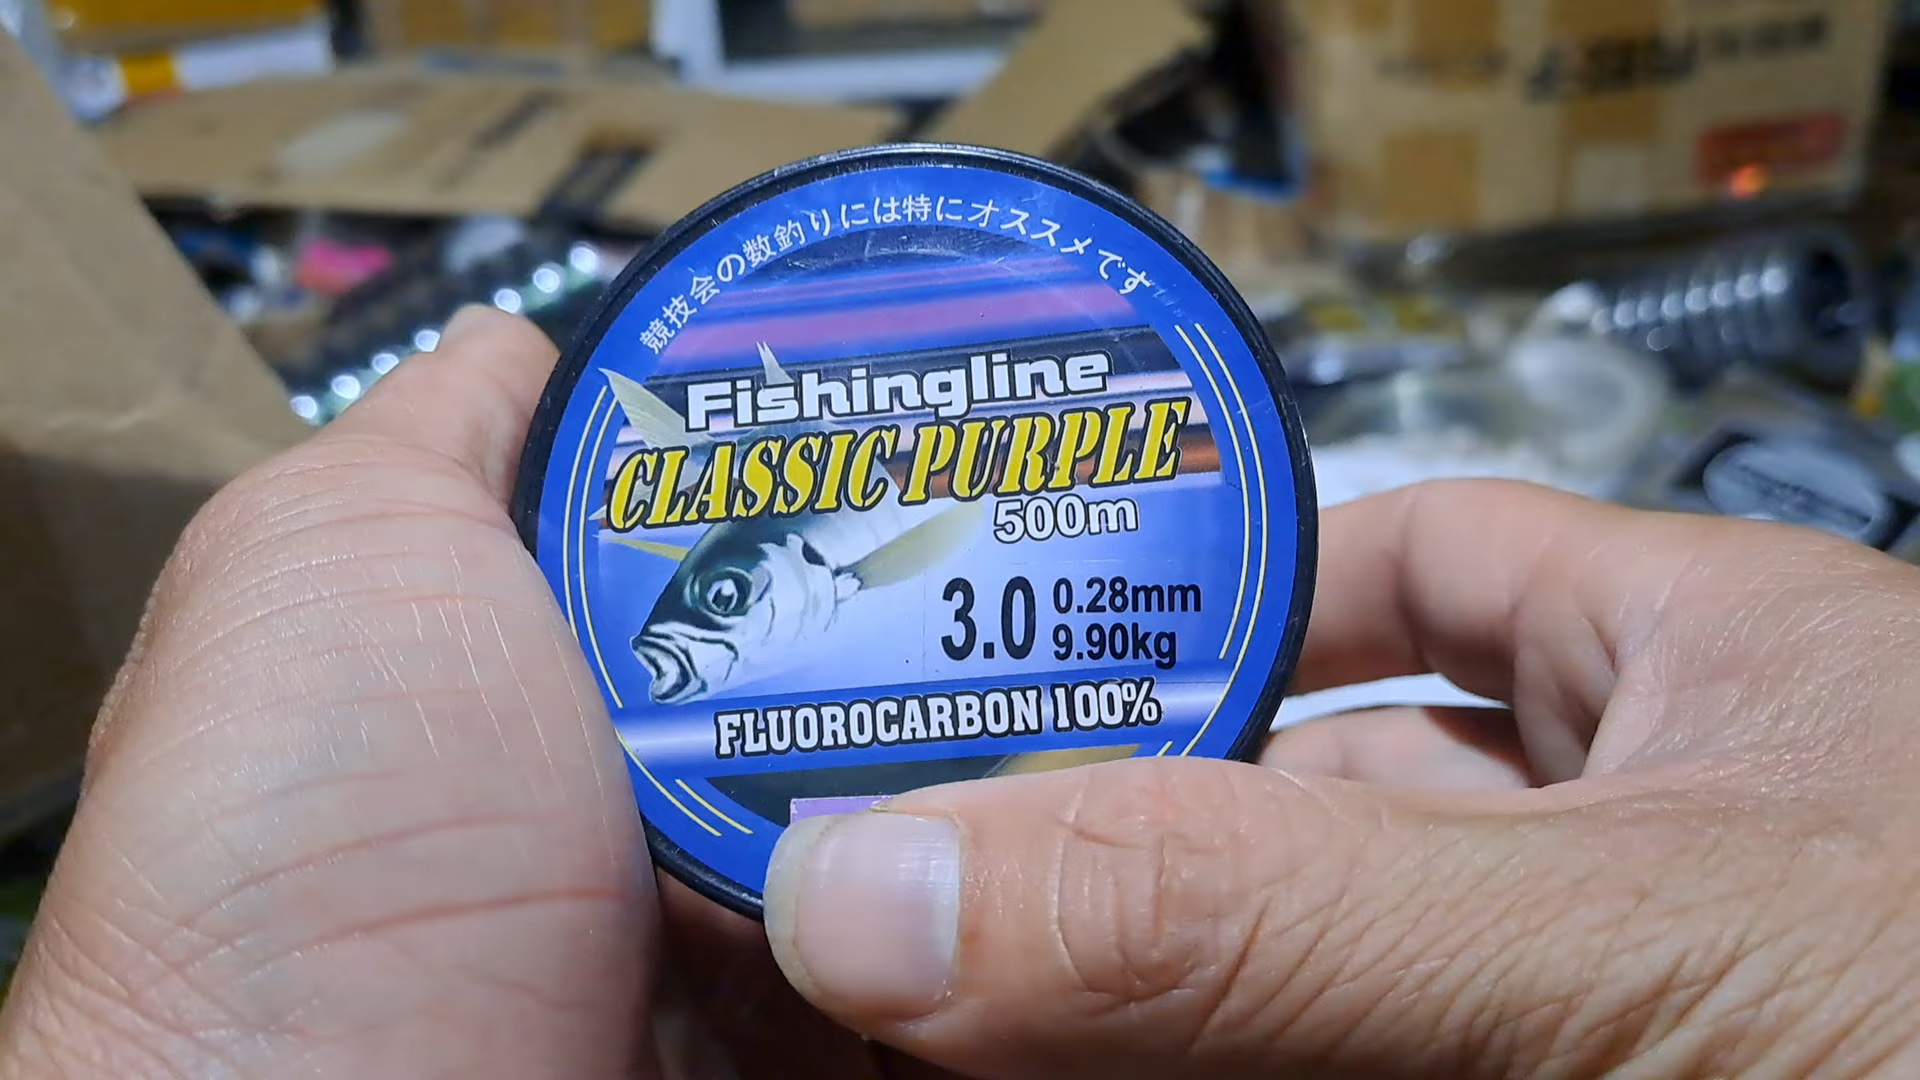 競技会の数釣りには特にオススメです
Fishingline
CLASSIC PURPLE
500m
3.0
0.28mm
9.90kg
FLUOROCARBON 100%